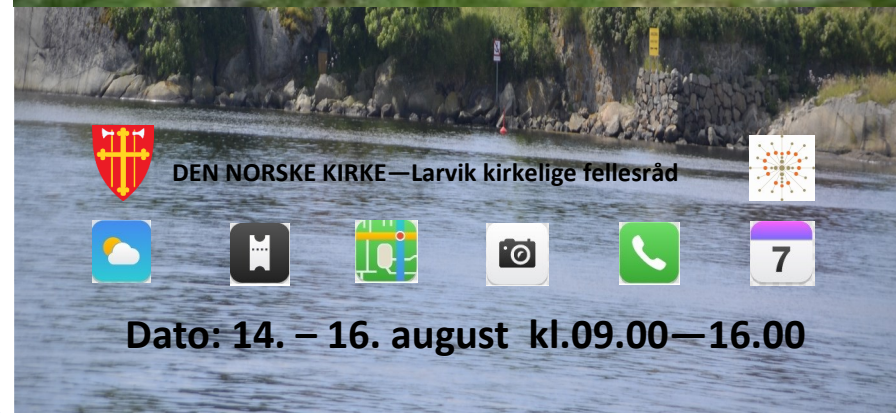 DEN NORSKE KIRKE—Larvik kirkelige fellesråd
7
Dato: 14. – 16. august  kl.09.00—16.00